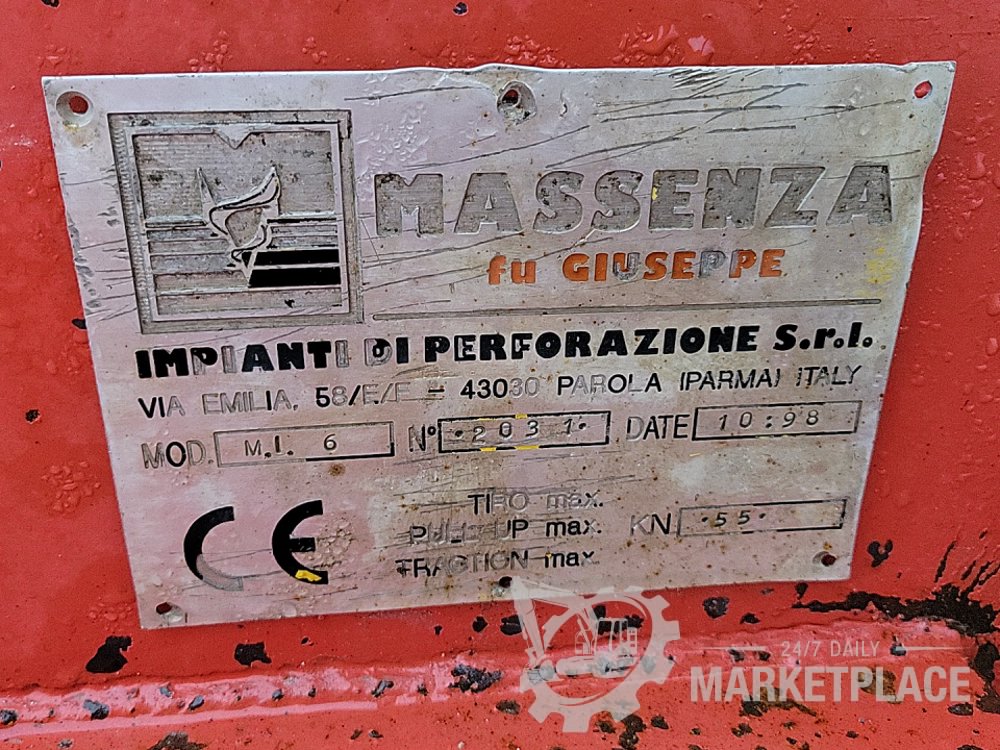 MASSENZA
fu GIUSEPPE
IMPIANTI DI PERFORAZIONE S.r.l.
VIA EMILIA, 58/E/F - 43030 PAROLA (PARMA) ITALY
MOD. M.I. 6 N° ·2031· DATE 10:98
CE
TIRO max.
PULL-UP max. KN ·55·
TRACTION max.
24/7 DAILY
MARKETPLACE